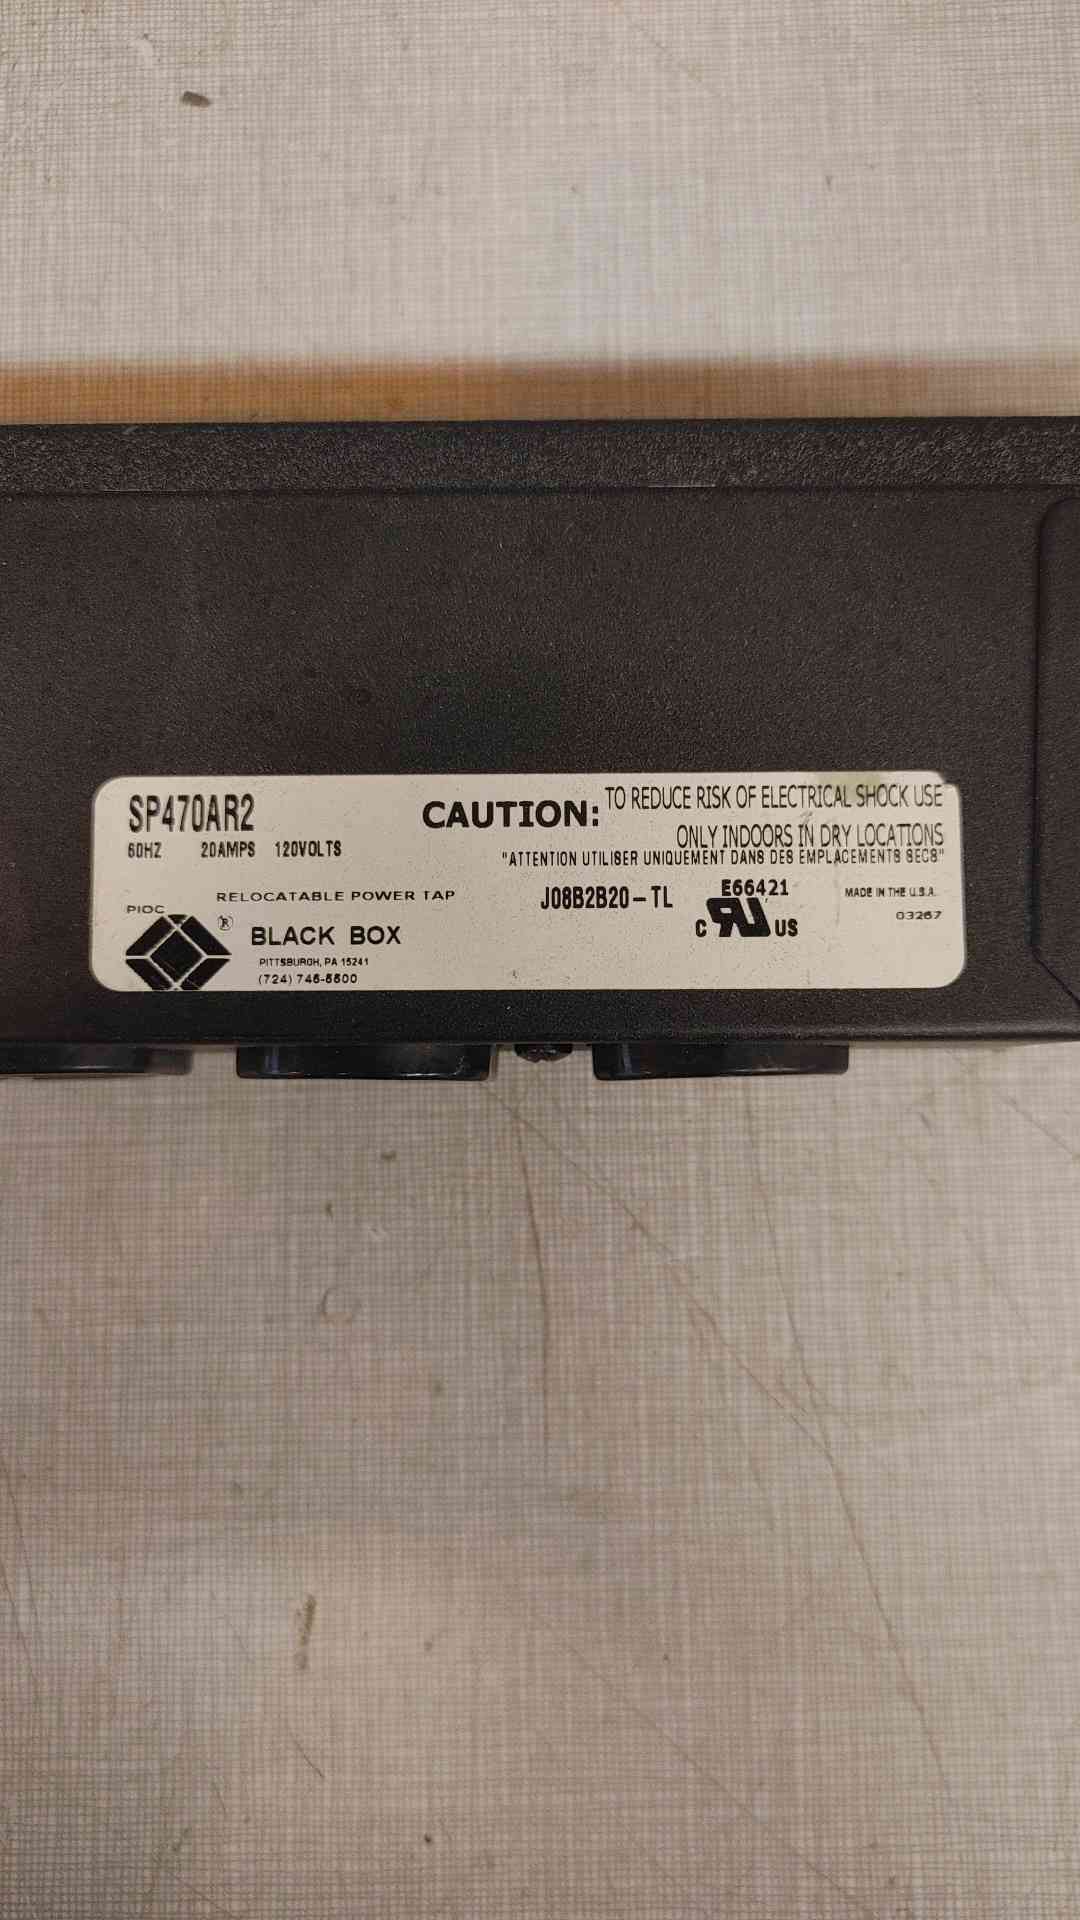 SP470AR2
60HZ 20AMPS 120VOLTS
CAUTION: TO REDUCE RISK OF ELECTRICAL SHOCK USE
ONLY INDOORS IN DRY LOCATIONS
"ATTENTION UTILISER UNIQUEMENT DANS DES EMPLACEMENTS SECS"
RELOCATABLE POWER TAP
J08B2B20-TL
E66421
C RU US
MADE IN THE U.S.A.
03267
PIOC
® BLACK BOX
PITTSBURGH, PA 15241
(724) 746-5500